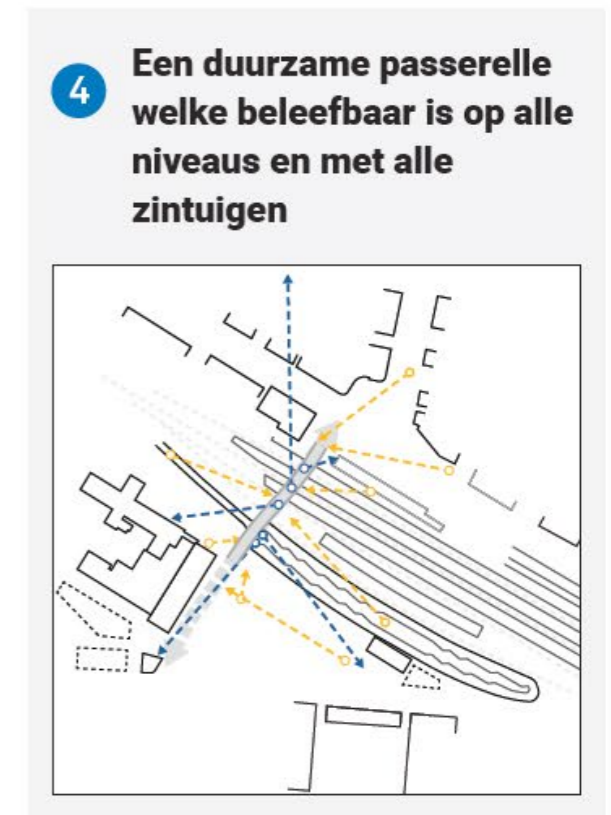 4
Een duurzame passerelle
welke beleefbaar is op alle
niveaus en met alle
zintuigen